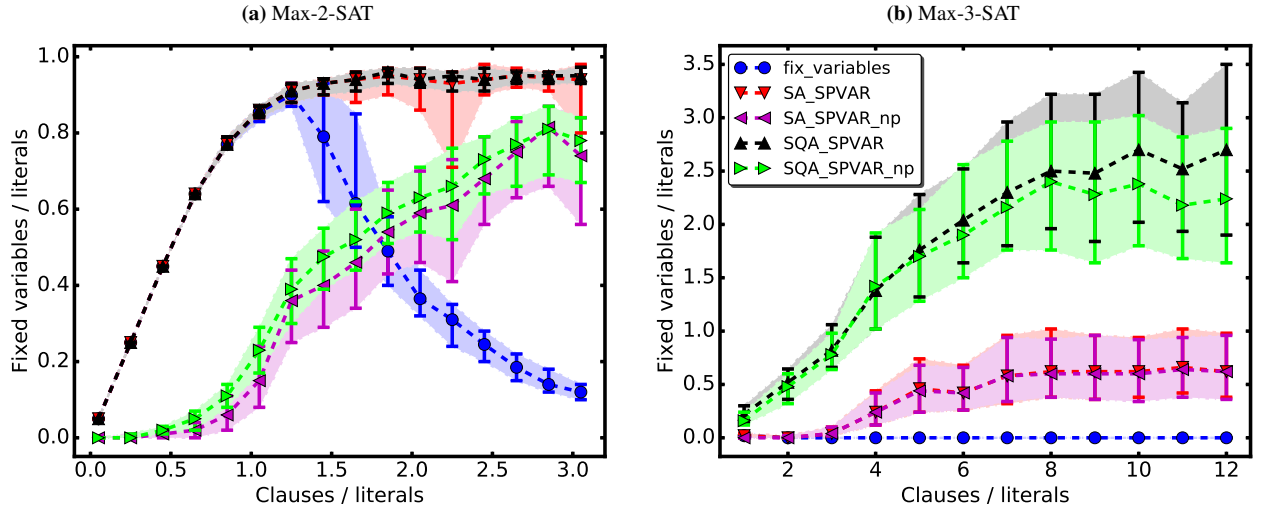 (a) Max-2-SAT
(b) Max-3-SAT
Fixed variables / literals
1.0
0.8
0.6
0.4
0.2
0.0
0.0 0.5 1.0 1.5 2.0 2.5 3.0
Clauses / literals
Fixed variables / literals
3.5
3.0
2.5
2.0
1.5
1.0
0.5
0.0
fix_variables
SA_SPVAR
SA_SPVAR_np
SQA_SPVAR
SQA_SPVAR_np
2 4 6 8 10 12
Clauses / literals